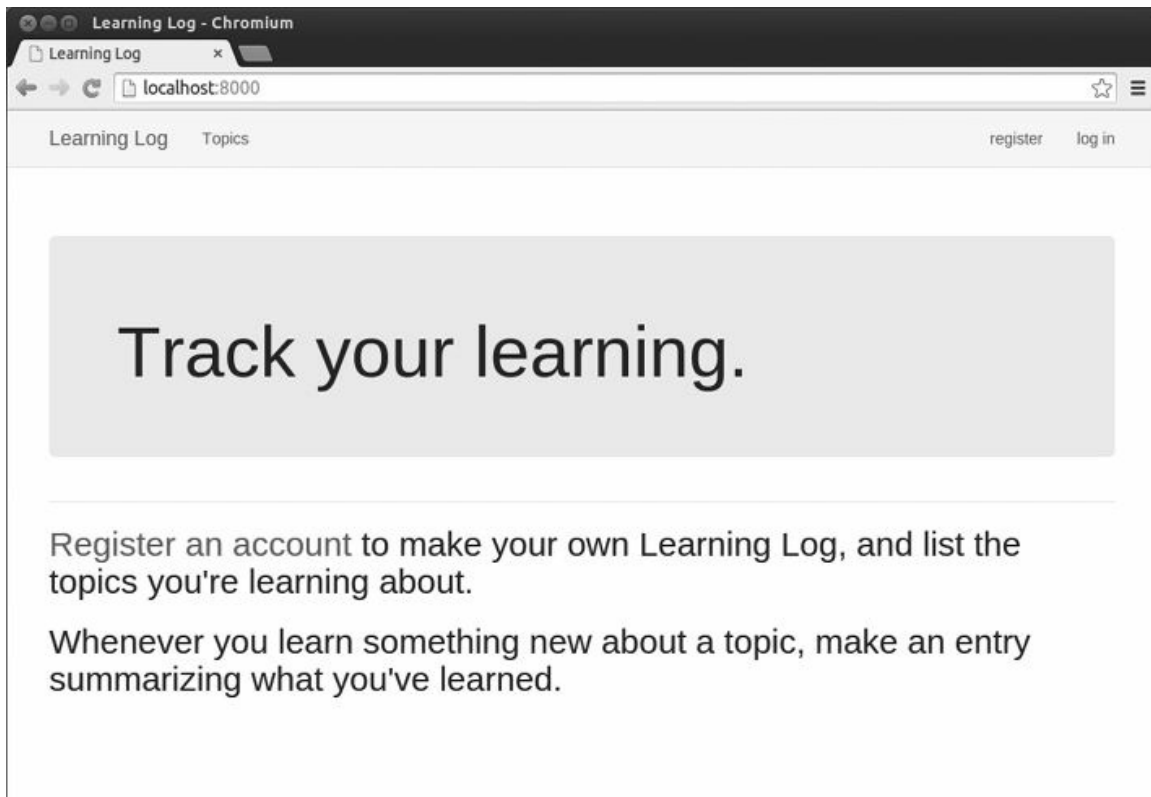 Learning Log - Chromium
Learning Log
localhost:8000
Learning Log Topics register log in
Track your learning.
Register an account to make your own Learning Log, and list the
topics you're learning about.
Whenever you learn something new about a topic, make an entry
summarizing what you've learned.